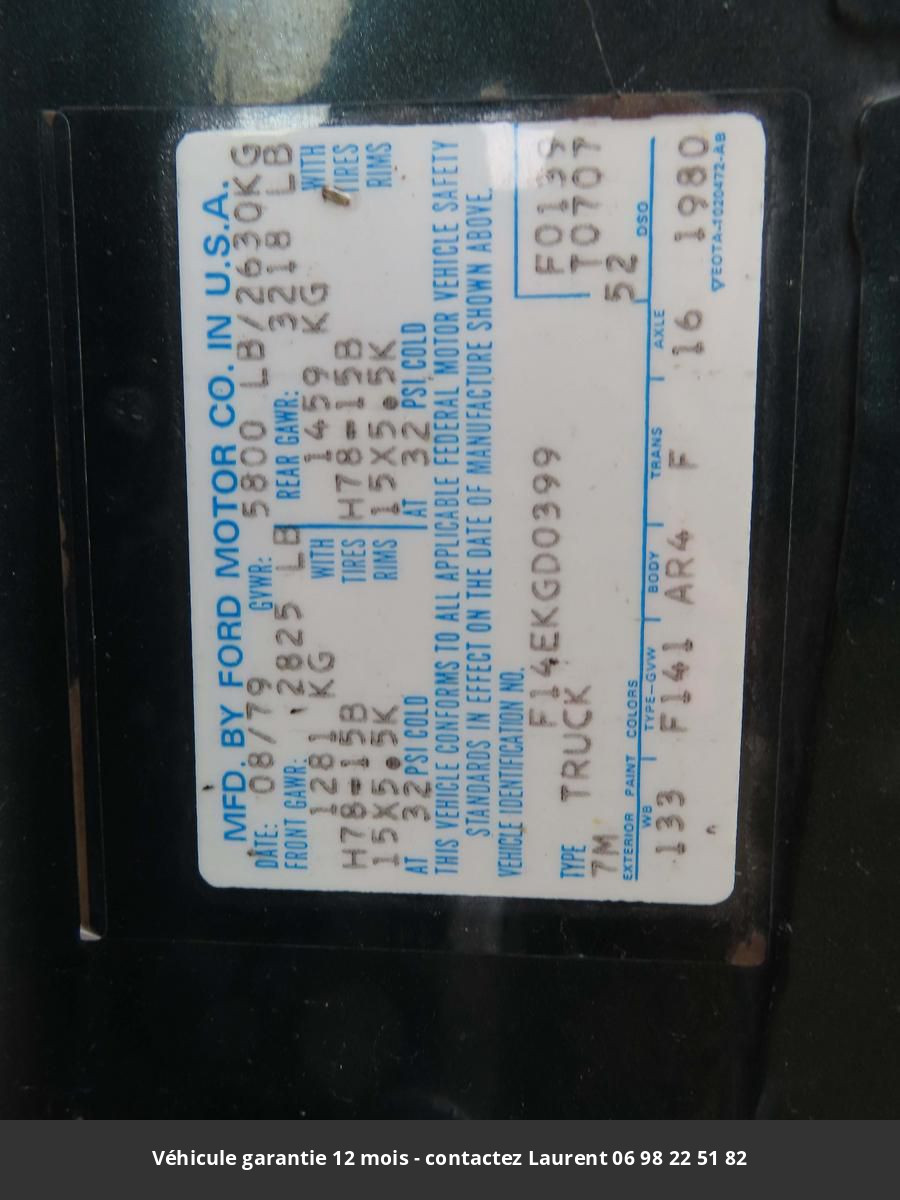 MFD. BY FORD MOTOR CO. IN U.S.A.
DATE: 08/79 GVWR: 5800 LB/2630KG
FRONT GAWR: 2825 LB REAR GAWR: 3218 LB
1281 KG WITH 1459 KG WITH
H78-15B TIRES H78-15B TIRES
15X5.5K RIMS 15X5.5K RIMS
AT 32 PSI COLD AT 32 PSI COLD
THIS VEHICLE CONFORMS TO ALL APPLICABLE FEDERAL MOTOR VEHICLE SAFETY
STANDARDS IN EFFECT ON THE DATE OF MANUFACTURE SHOWN ABOVE.
VEHICLE IDENTIFICATION NO.
F14EKGD0399 F0139
TYPE TRUCK T0707
7M 52
EXTERIOR PAINT COLORS DSO
WB TYPE-GVW BODY TRANS AXLE
133 F141 AR4 F 16 1980
EOTA-1020472-AB
Véhicule garantie 12 mois - contactez Laurent 06 98 22 51 82